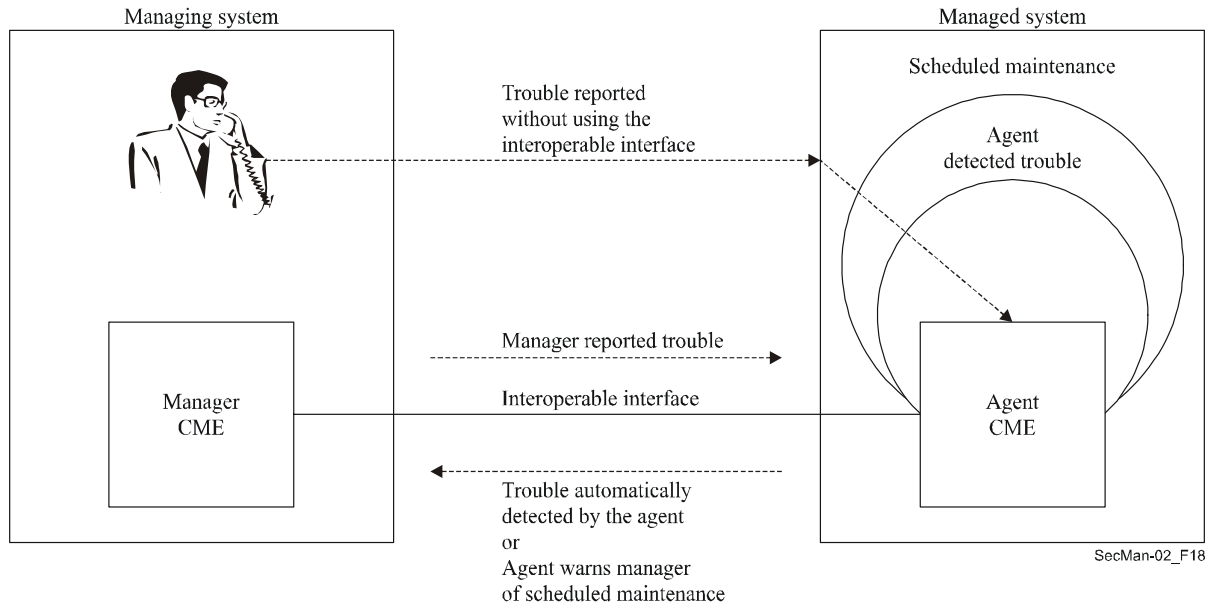 Managing system
Managed system
Scheduled maintenance
Trouble reported
without using the
interoperable interface
Agent
detected trouble
Manager reported trouble
Interoperable interface
Manager
CME
Agent
CME
Trouble automatically
detected by the agent
or
Agent warns manager
of scheduled maintenance
SecMan-02_F18